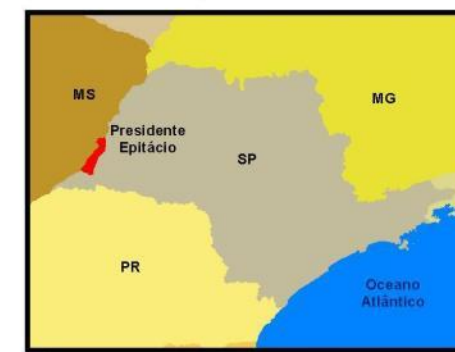 MS
MG
Presidente
Epitácio
SP
PR
Oceano
Atlântico